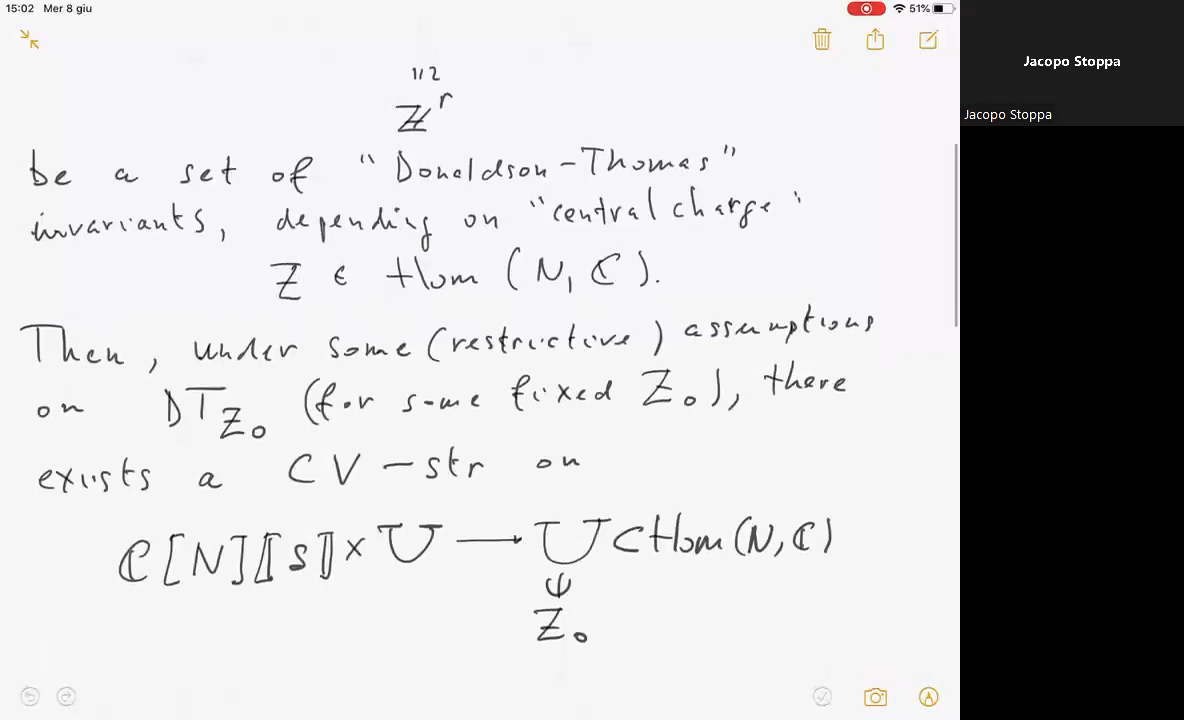 15:02 Mer 8 giu
51%
Jacopo Stoppa
Jacopo Stoppa
112
ℤ^r
be a set of "Donaldson-Thomas"
invariants, depending on "central charge"
Z ∈ Hom (N, ℂ).
Then, under some (restrictive) assumptions
on DT_{Z_0} (for some fixed Z_0), there
exists a CV-str on
ℂ[N]⟦s⟧ × U ⟶ U ⊂ Hom(N, ℂ)
Ψ
Z_0